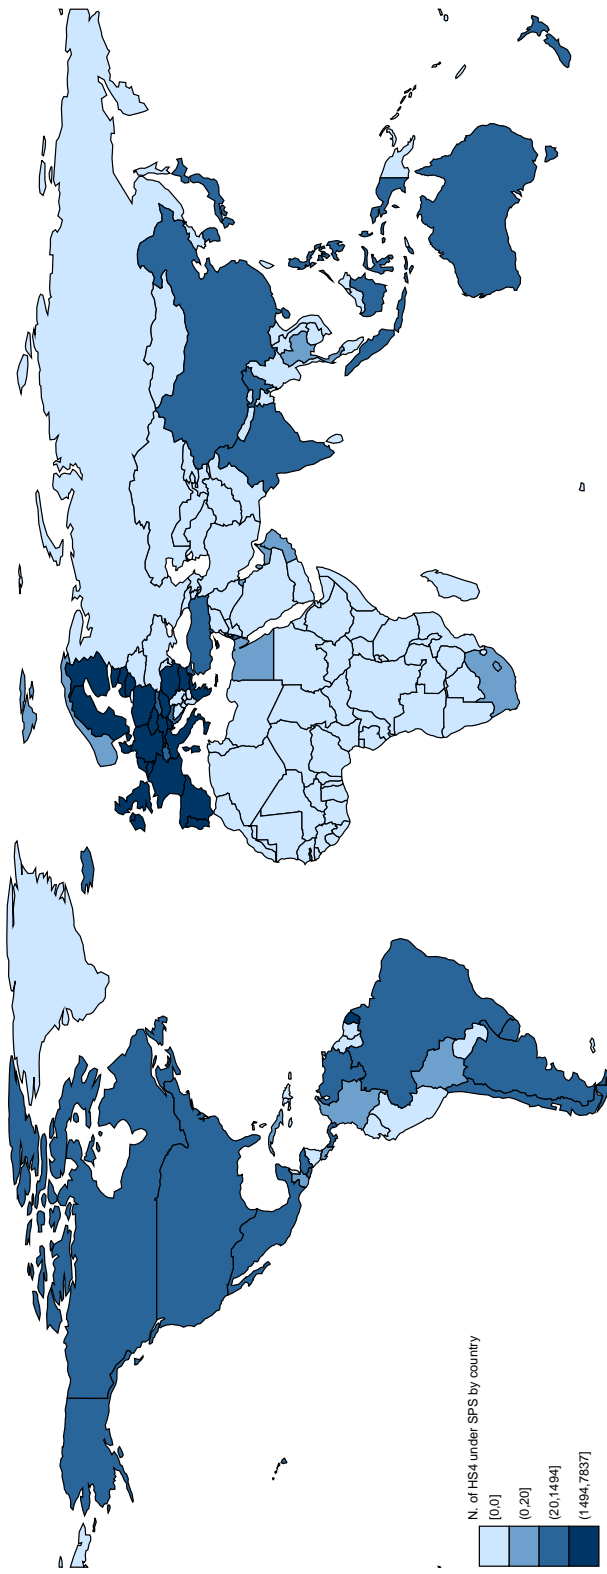 N. of HS4 under SPS by country
[0,0]
(0,20]
(20,1494]
(1494,7837]